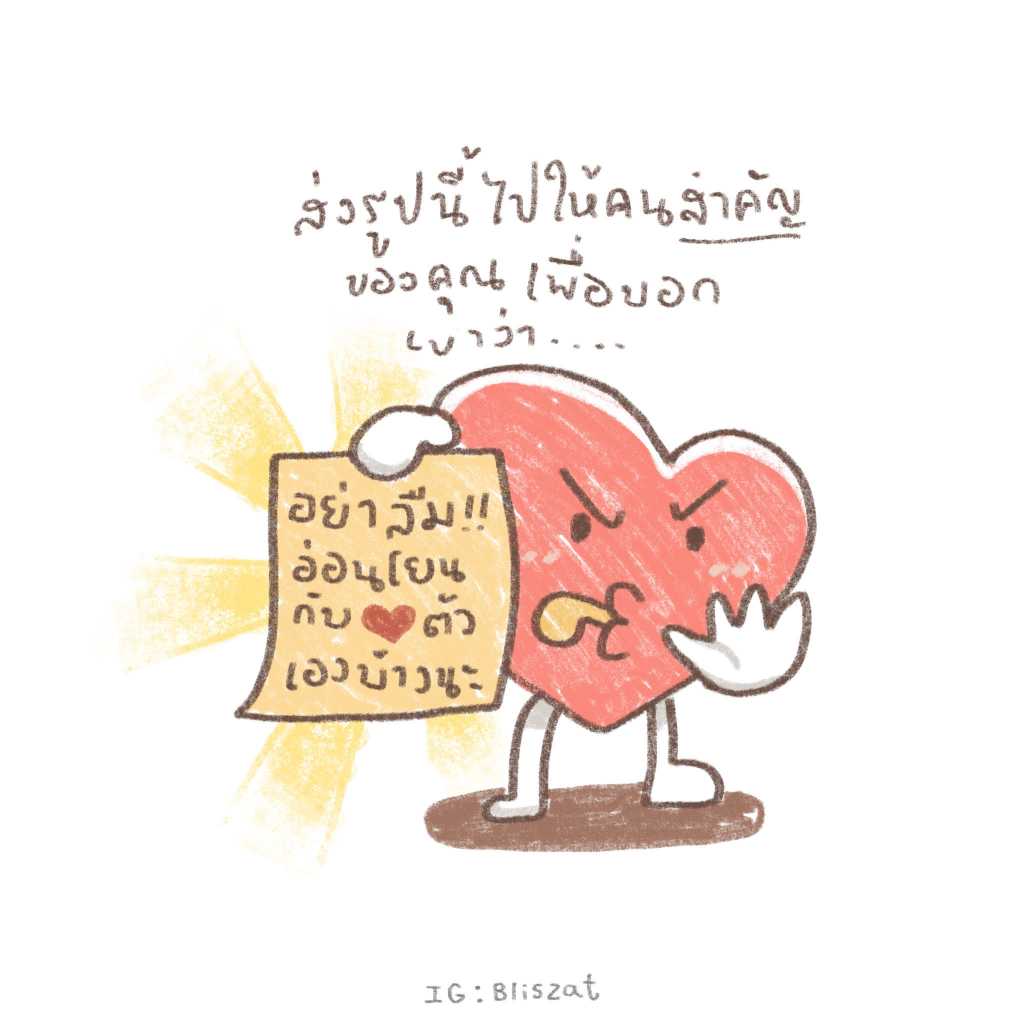 ส่งรูปนี้ ไปให้คนสำคัญ
ของคุณ เพื่อบอก
เขาว่า....
อย่าลืม!!
อ่อนโยน
กับ ❤ ตัว
เองบ้างนะ
IG : Bliszat